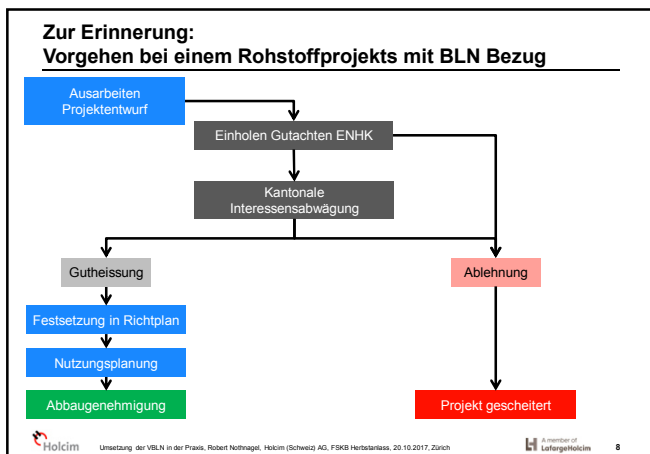 Zur Erinnerung:
Vorgehen bei einem Rohstoffprojekts mit BLN Bezug
Ausarbeiten
Projektentwurf
Einholen Gutachten ENHK
Kantonale
Interessensabwägung
Gutheissung
Ablehnung
Festsetzung in Richtplan
Nutzungsplanung
Abbaugenehmigung
Projekt gescheitert
Holcim
Umsetzung der VBLN in der Praxis, Robert Nothnagel, Holcim (Schweiz) AG, FSKB Herbstanlass, 20.10.2017, Zürich
A member of
LafargeHolcim
8